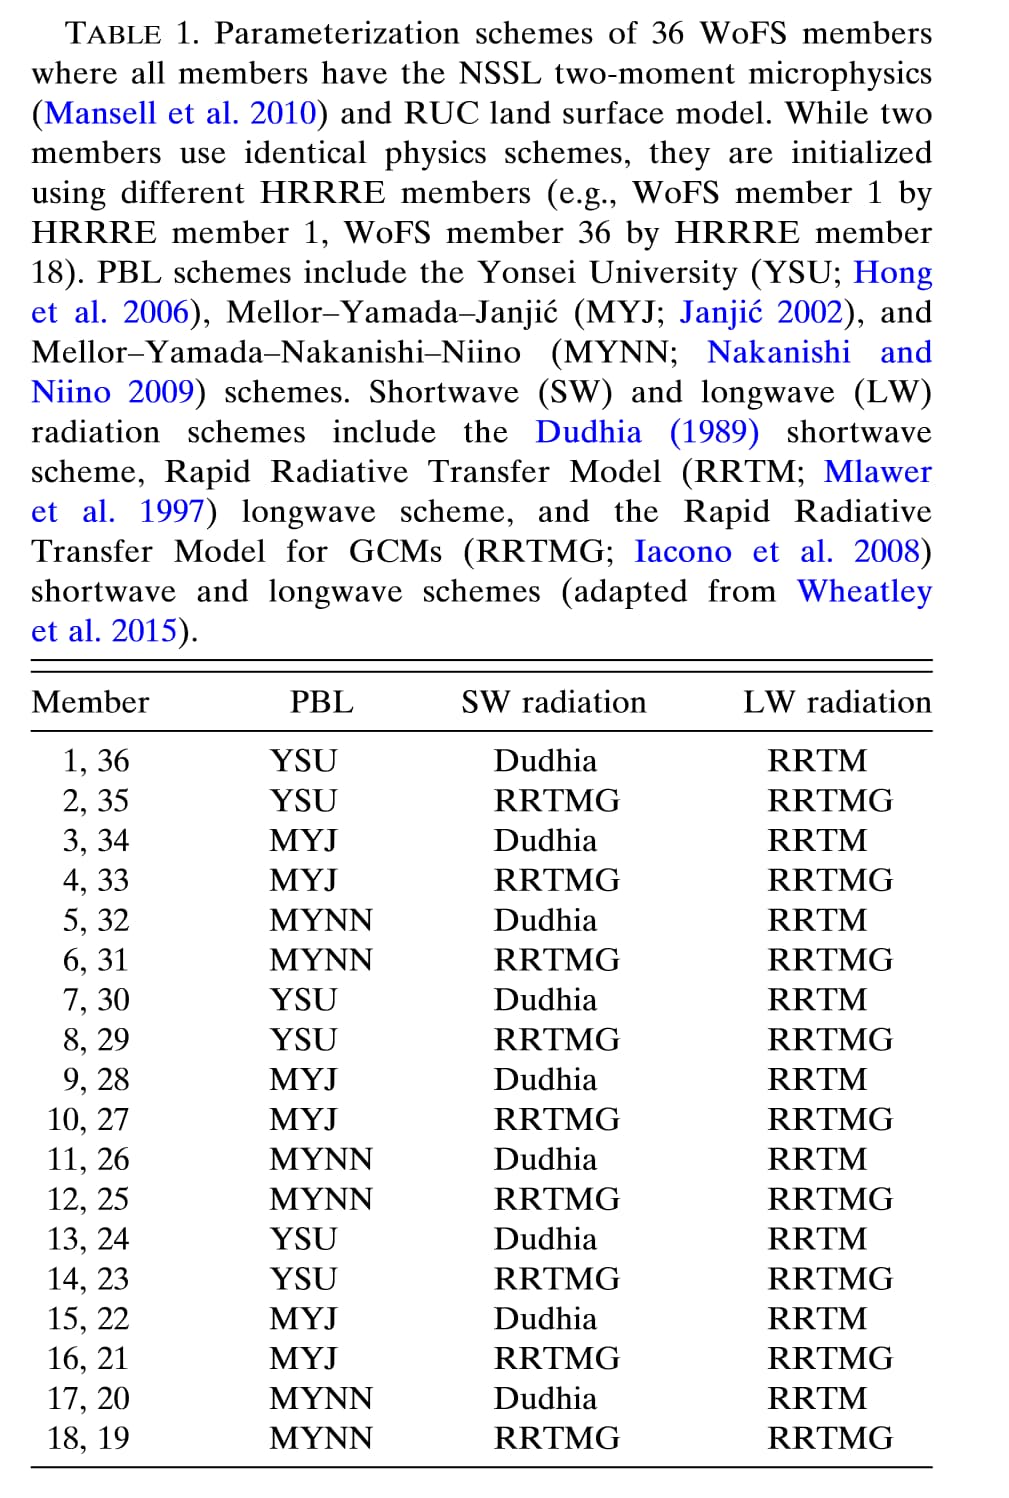 TABLE 1. Parameterization schemes of 36 WoFS members
where all members have the NSSL two-moment microphysics
(Mansell et al. 2010) and RUC land surface model. While two
members use identical physics schemes, they are initialized
using different HRRRE members (e.g., WoFS member 1 by
HRRRE member 1, WoFS member 36 by HRRRE member
18). PBL schemes include the Yonsei University (YSU; Hong
et al. 2006), Mellor–Yamada–Janjić (MYJ; Janjić 2002), and
Mellor–Yamada–Nakanishi–Niino (MYNN; Nakanishi and
Niino 2009) schemes. Shortwave (SW) and longwave (LW)
radiation schemes include the Dudhia (1989) shortwave
scheme, Rapid Radiative Transfer Model (RRTM; Mlawer
et al. 1997) longwave scheme, and the Rapid Radiative
Transfer Model for GCMs (RRTMG; Iacono et al. 2008)
shortwave and longwave schemes (adapted from Wheatley
et al. 2015).
Member PBL SW radiation LW radiation
1, 36 YSU Dudhia RRTM
2, 35 YSU RRTMG RRTMG
3, 34 MYJ Dudhia RRTM
4, 33 MYJ RRTMG RRTMG
5, 32 MYNN Dudhia RRTM
6, 31 MYNN RRTMG RRTMG
7, 30 YSU Dudhia RRTM
8, 29 YSU RRTMG RRTMG
9, 28 MYJ Dudhia RRTM
10, 27 MYJ RRTMG RRTMG
11, 26 MYNN Dudhia RRTM
12, 25 MYNN RRTMG RRTMG
13, 24 YSU Dudhia RRTM
14, 23 YSU RRTMG RRTMG
15, 22 MYJ Dudhia RRTM
16, 21 MYJ RRTMG RRTMG
17, 20 MYNN Dudhia RRTM
18, 19 MYNN RRTMG RRTMG